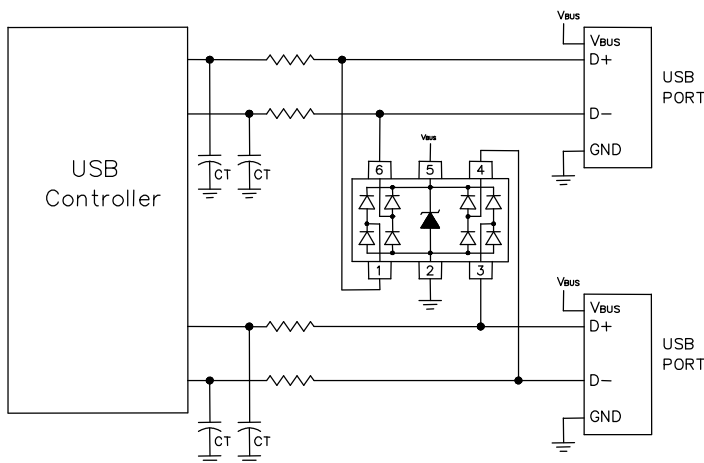 VBUS
VBUS
D+
USB
PORT
D−
VBUS
GND
6
5
4
CT
CT
USB
Controller
1
2
3
VBUS
VBUS
D+
USB
PORT
D−
GND
CT
CT